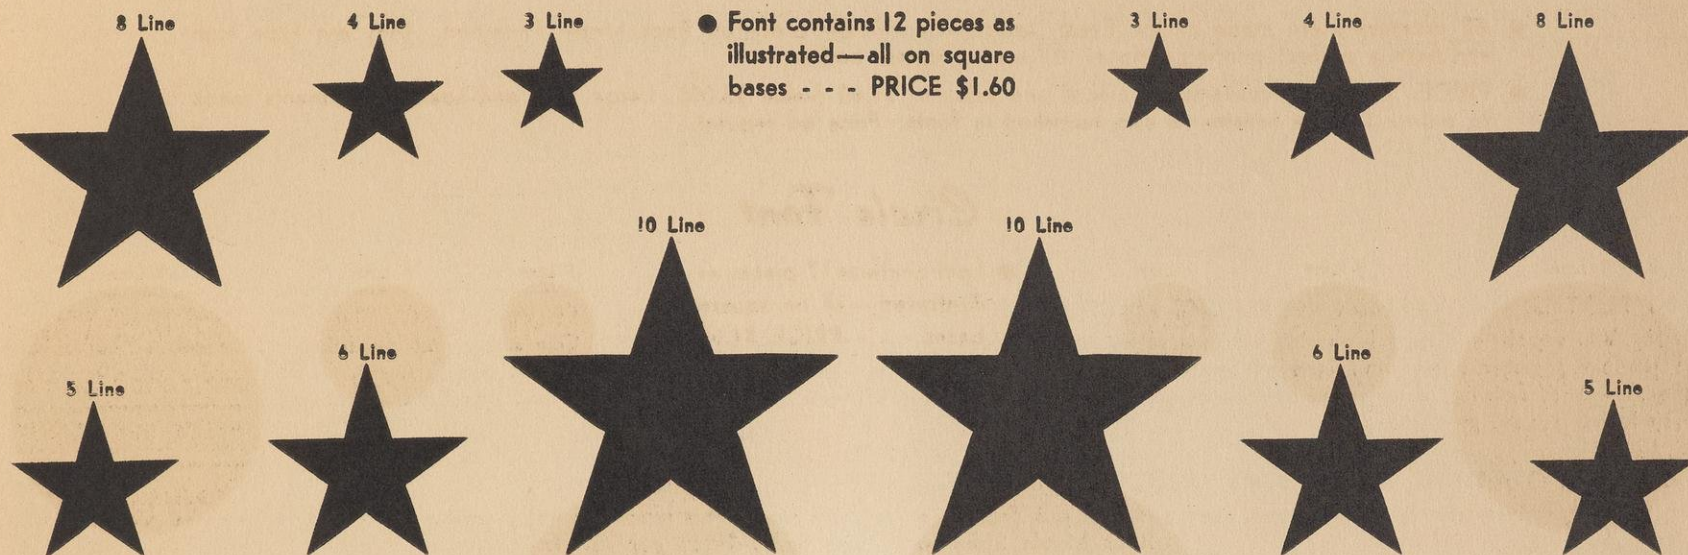 8 Line
4 Line
3 Line
● Font contains 12 pieces as
illustrated—all on square
bases - - - PRICE $1.60
3 Line
4 Line
8 Line
10 Line
10 Line
5 Line
6 Line
6 Line
5 Line